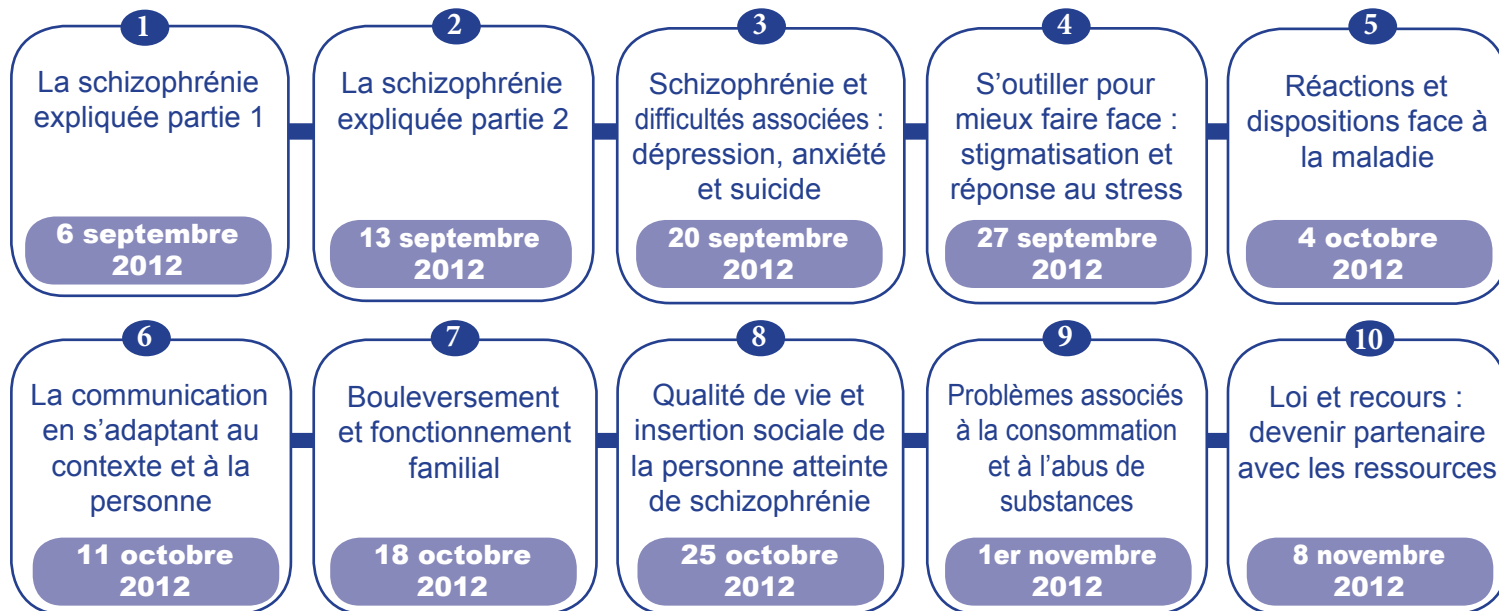 1
La schizophrénie
expliquée partie 1
6 septembre
2012
2
La schizophrénie
expliquée partie 2
13 septembre
2012
3
Schizophrénie et
difficultés associées :
dépression, anxiété
et suicide
20 septembre
2012
4
S’outiller pour
mieux faire face :
stigmatisation et
réponse au stress
27 septembre
2012
5
Réactions et
dispositions face à
la maladie
4 octobre
2012
6
La communication
en s’adaptant au
contexte et à la
personne
11 octobre
2012
7
Bouleversement
et fonctionnement
familial
18 octobre
2012
8
Qualité de vie et
insertion sociale de
la personne atteinte
de schizophrénie
25 octobre
2012
9
Problèmes associés
à la consommation
et à l’abus de
substances
1er novembre
2012
10
Loi et recours :
devenir partenaire
avec les ressources
8 novembre
2012